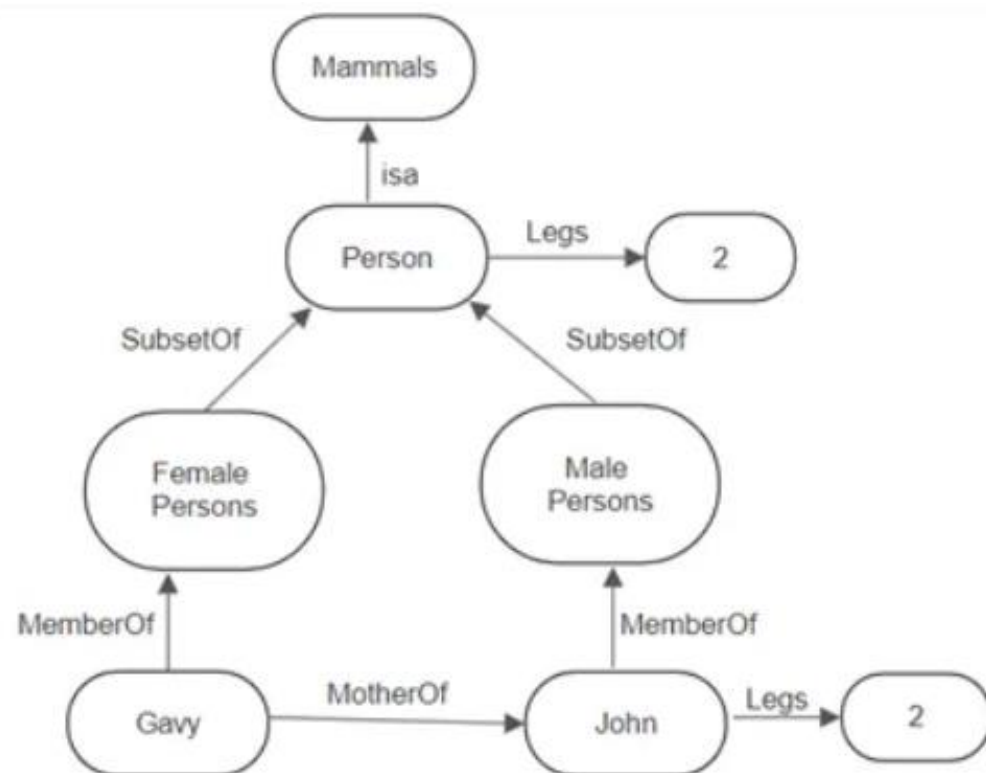 Mammals
isa
Person
Legs
2
SubsetOf
SubsetOf
Female
Persons
Male
Persons
MemberOf
MemberOf
Gavy
MotherOf
John
Legs
2